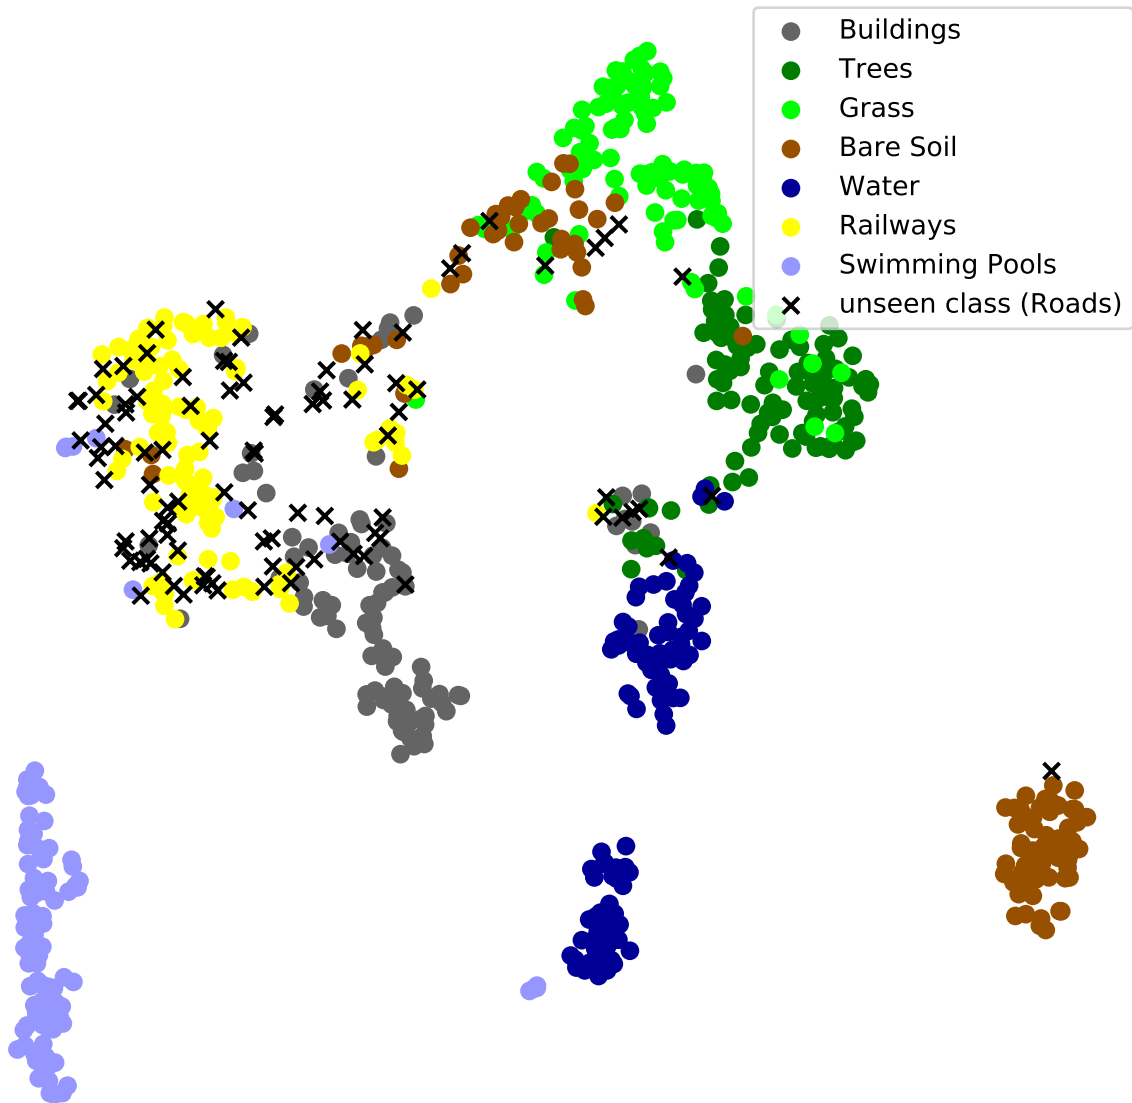 Buildings
Trees
Grass
Bare Soil
Water
Railways
Swimming Pools
unseen class (Roads)